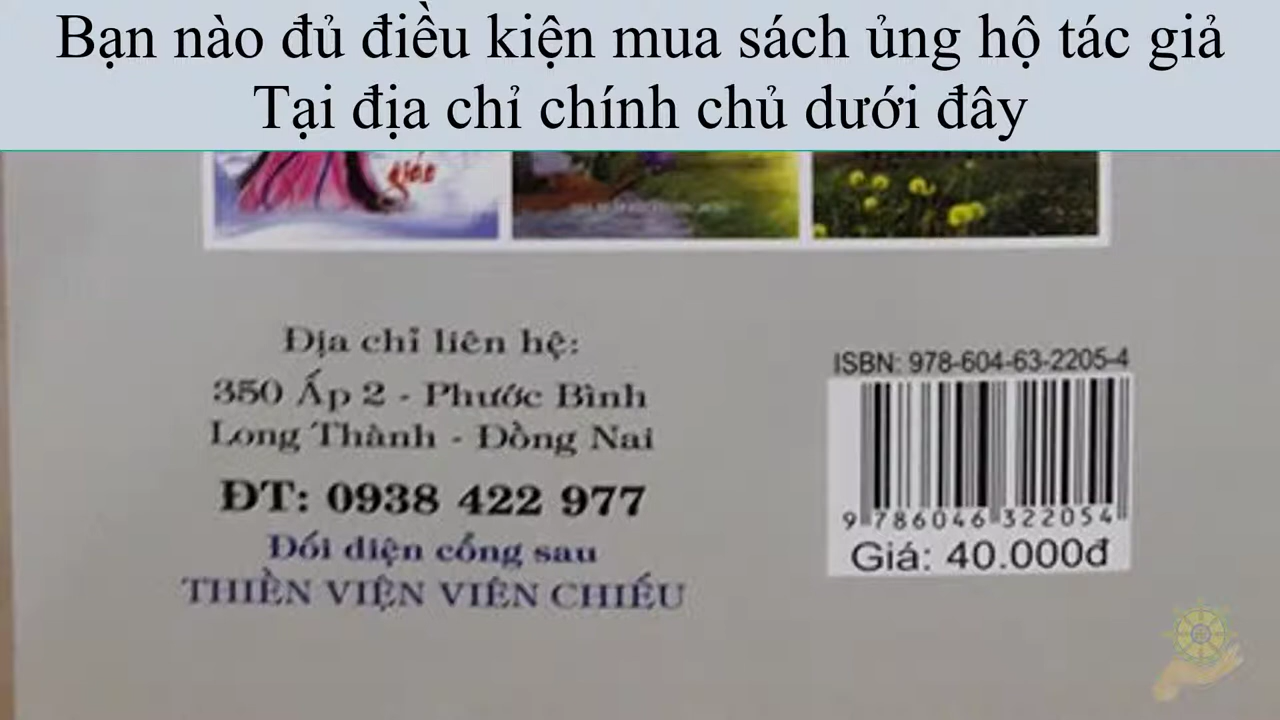 Bạn nào đủ điều kiện mua sách ủng hộ tác giả
Tại địa chỉ chính chủ dưới đây
giác
Địa chỉ liên hệ:
350 Ấp 2 - Phước Bình
Long Thành - Đồng Nai
ĐT: 0938 422 977
Đối diện cổng sau
THIỀN VIỆN VIÊN CHIẾU
ISBN: 978-604-63-2205-4
9 786046 322054
Giá: 40.000đ